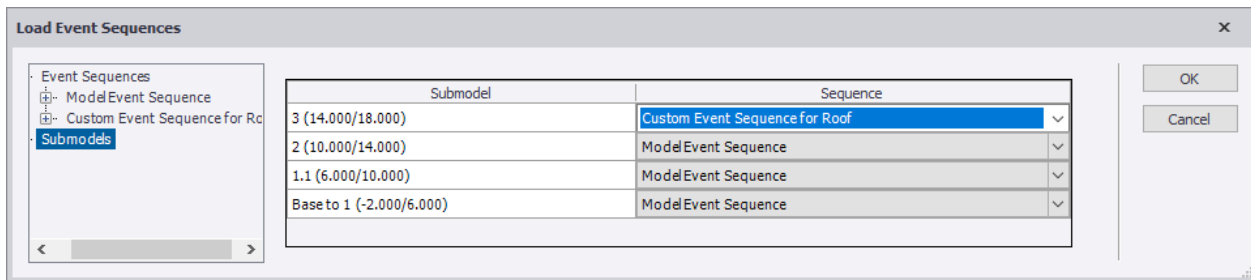 Load Event Sequences
Event Sequences
Model Event Sequence
Custom Event Sequence for Rc
Submodels
Submodel Sequence
3 (14.000/18.000) Custom Event Sequence for Roof
2 (10.000/14.000) Model Event Sequence
1.1 (6.000/10.000) Model Event Sequence
Base to 1 (-2.000/6.000) Model Event Sequence
OK
Cancel